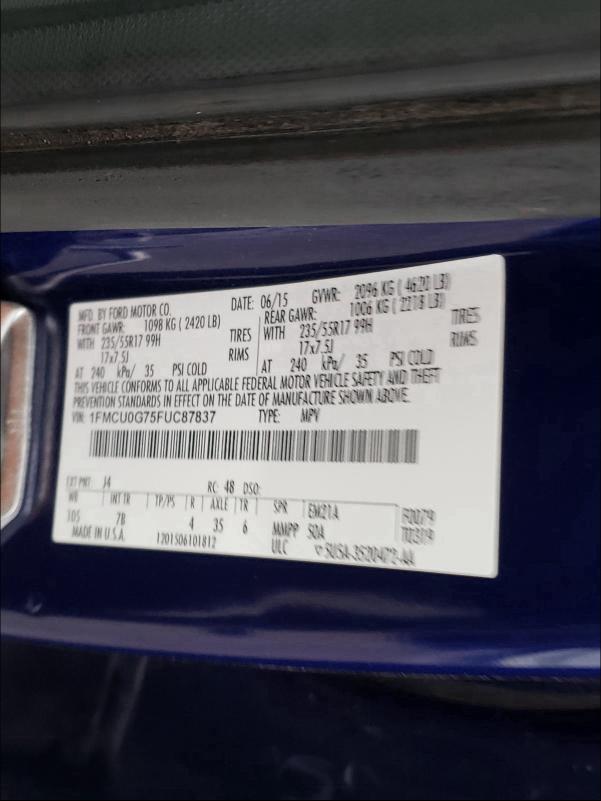 MFD. BY FORD MOTOR CO. DATE: 06/15 GVWR: 2096 KG (4620 LB)
FRONT GAWR: 1098 KG (2420 LB) REAR GAWR: 1006 KG (2218 LB)
WITH 235/55R17 99H TIRES WITH 235/55R17 99H TIRES
17x7.5J RIMS 17x7.5J RIMS
AT 240 kPa/ 35 PSI COLD AT 240 kPa/ 35 PSI COLD
THIS VEHICLE CONFORMS TO ALL APPLICABLE FEDERAL MOTOR VEHICLE SAFETY AND THEFT
PREVENTION STANDARDS IN EFFECT ON THE DATE OF MANUFACTURE SHOWN ABOVE.
VIN: 1FMCU0G75FUC87837 TYPE: MPV
EXT PNT: J4 RC: 48 DSO:
WB INT TR TP/PS R AXLE TR SPR EM21A
105 7B 4 35 6 MMPP SDA
MADE IN U.S.A. 1201506101812 ULC 5U5A-3520472-AA